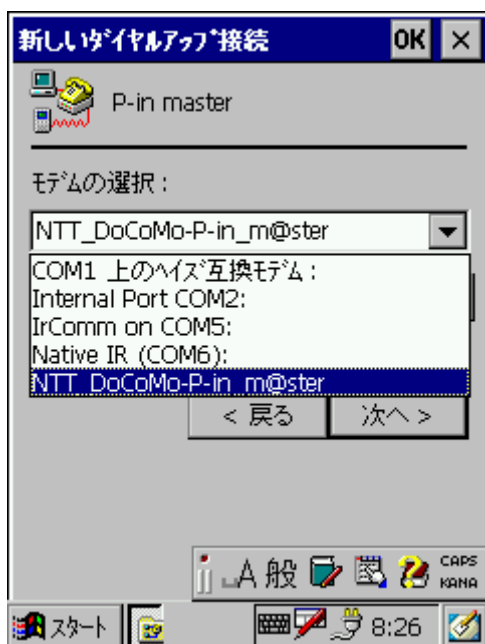 新しいﾀﾞｲﾔﾙｱｯﾌﾟ接続 OK ×
P-in master
ﾓﾃﾞﾑの選択：
NTT_DoCoMo-P-in_m@ster
COM1 上のﾍｲｽﾞ互換ﾓﾃﾞﾑ：
Internal Port COM2:
IrComm on COM5:
Native IR (COM6):
NTT_DoCoMo-P-in_m@ster
< 戻る 次へ >
A 般 CAPS
KANA
ｽﾀｰﾄ 8:26